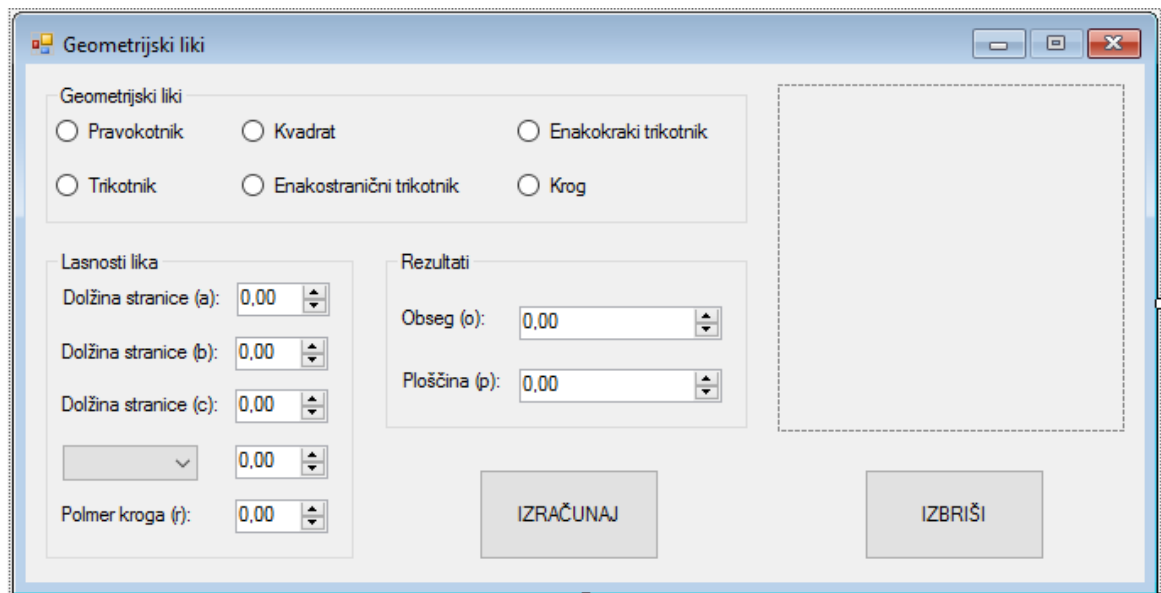 Geometrijski liki
Geometrijski liki
Pravokotnik Kvadrat Enakokraki trikotnik
Trikotnik Enakostranični trikotnik Krog
Lasnosti lika
Dolžina stranice (a): 0,00
Dolžina stranice (b): 0,00
Dolžina stranice (c): 0,00
0,00
Polmer kroga (r): 0,00
Rezultati
Obseg (o): 0,00
Ploščina (p): 0,00
IZRAČUNAJ
IZBRIŠI